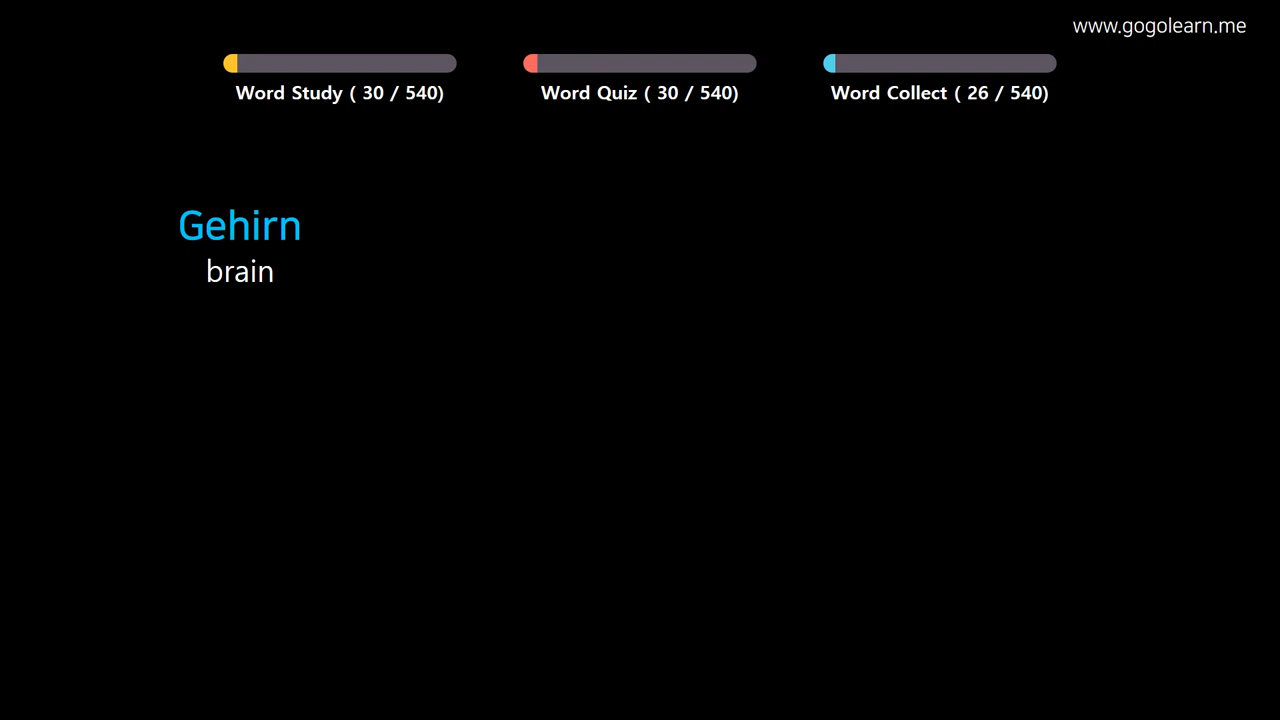 www.gogolearn.me
Word Study ( 30 / 540)
Word Quiz ( 30 / 540)
Word Collect ( 26 / 540)
Gehirn
brain